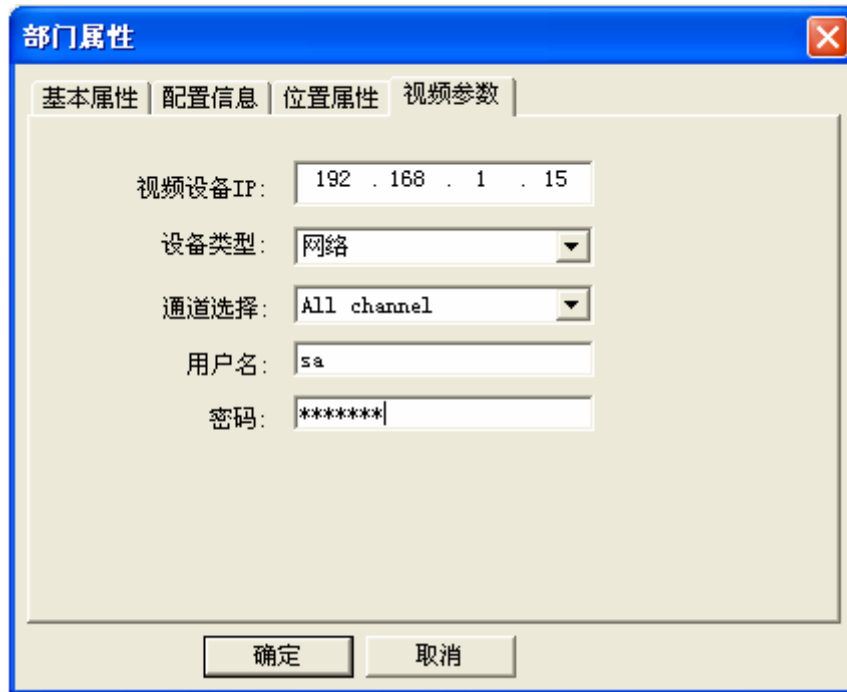 部门属性
基本属性 配置信息 位置属性 视频参数
视频设备IP: 192 . 168 . 1 . 15
设备类型: 网络
通道选择: All channel
用户名: sa
密码: *******
确定 取消